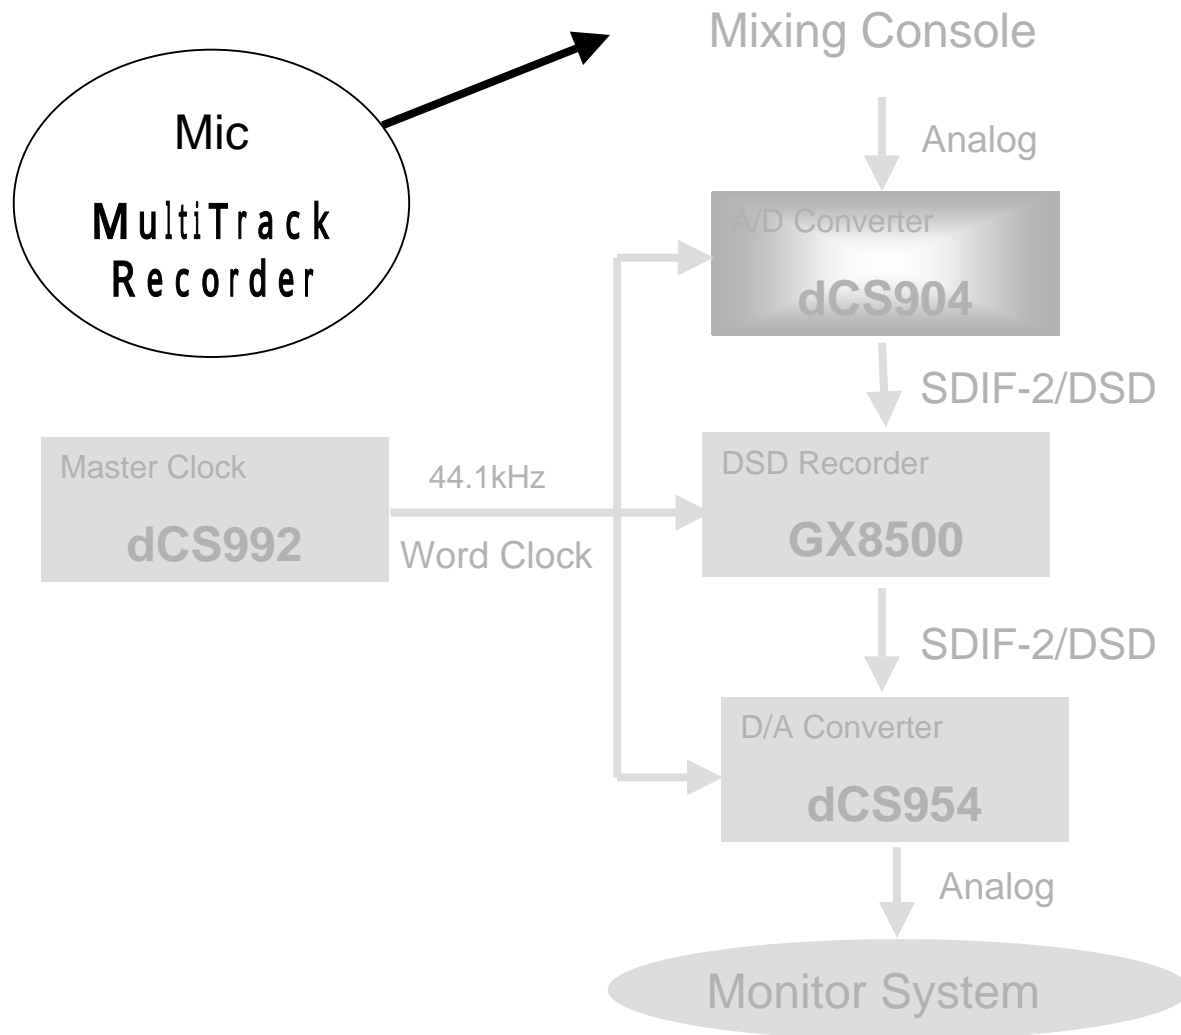 Mixing Console
Mic
MultiTrack
Recorder
Analog
A/D Converter
dCS904
SDIF-2/DSD
Master Clock
dCS992
44.1kHz
Word Clock
DSD Recorder
GX8500
SDIF-2/DSD
D/A Converter
dCS954
Analog
Monitor System